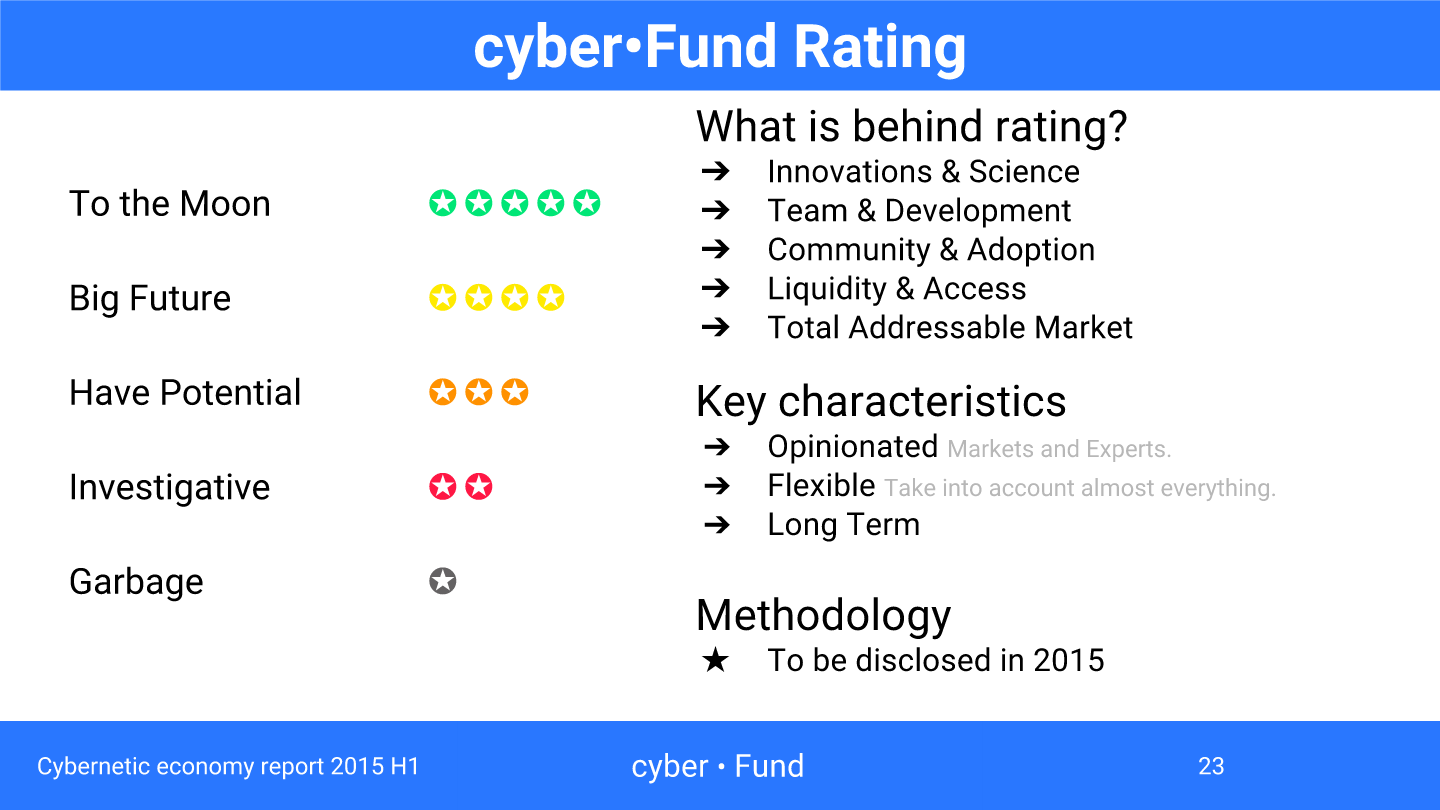 cyber•Fund Rating
To the Moon ✪ ✪ ✪ ✪ ✪
Big Future ✪ ✪ ✪ ✪
Have Potential ✪ ✪ ✪
Investigative ✪ ✪
Garbage ✪
What is behind rating?
➔ Innovations & Science
➔ Team & Development
➔ Community & Adoption
➔ Liquidity & Access
➔ Total Addressable Market
Key characteristics
➔ Opinionated Markets and Experts.
➔ Flexible Take into account almost everything.
➔ Long Term
Methodology
★ To be disclosed in 2015
Cybernetic economy report 2015 H1
cyber • Fund
23